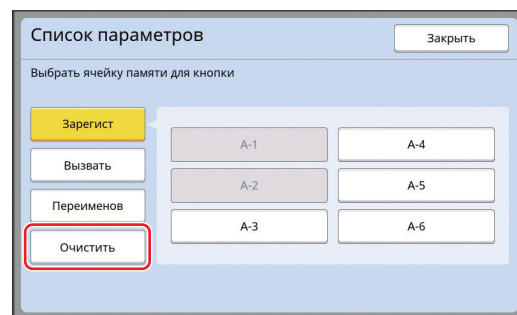 Список параметров
Закрыть
Выбрать ячейку памяти для кнопки
Зарегист
Вызвать
Переименов
Очистить
A-1
A-4
A-2
A-5
A-3
A-6